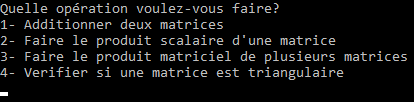 Quelle opération voulez-vous faire?
1- Additionner deux matrices
2- Faire le produit scalaire d'une matrice
3- Faire le produit matriciel de plusieurs matrices
4- Verifier si une matrice est triangulaire